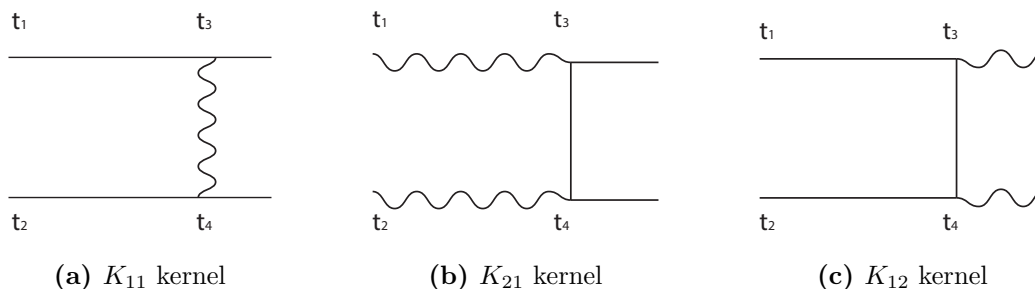 t₁ t₃
t₂ t₄
(a) K₁₁ kernel
t₁ t₃
t₂ t₄
(b) K₂₁ kernel
t₁ t₃
t₂ t₄
(c) K₁₂ kernel